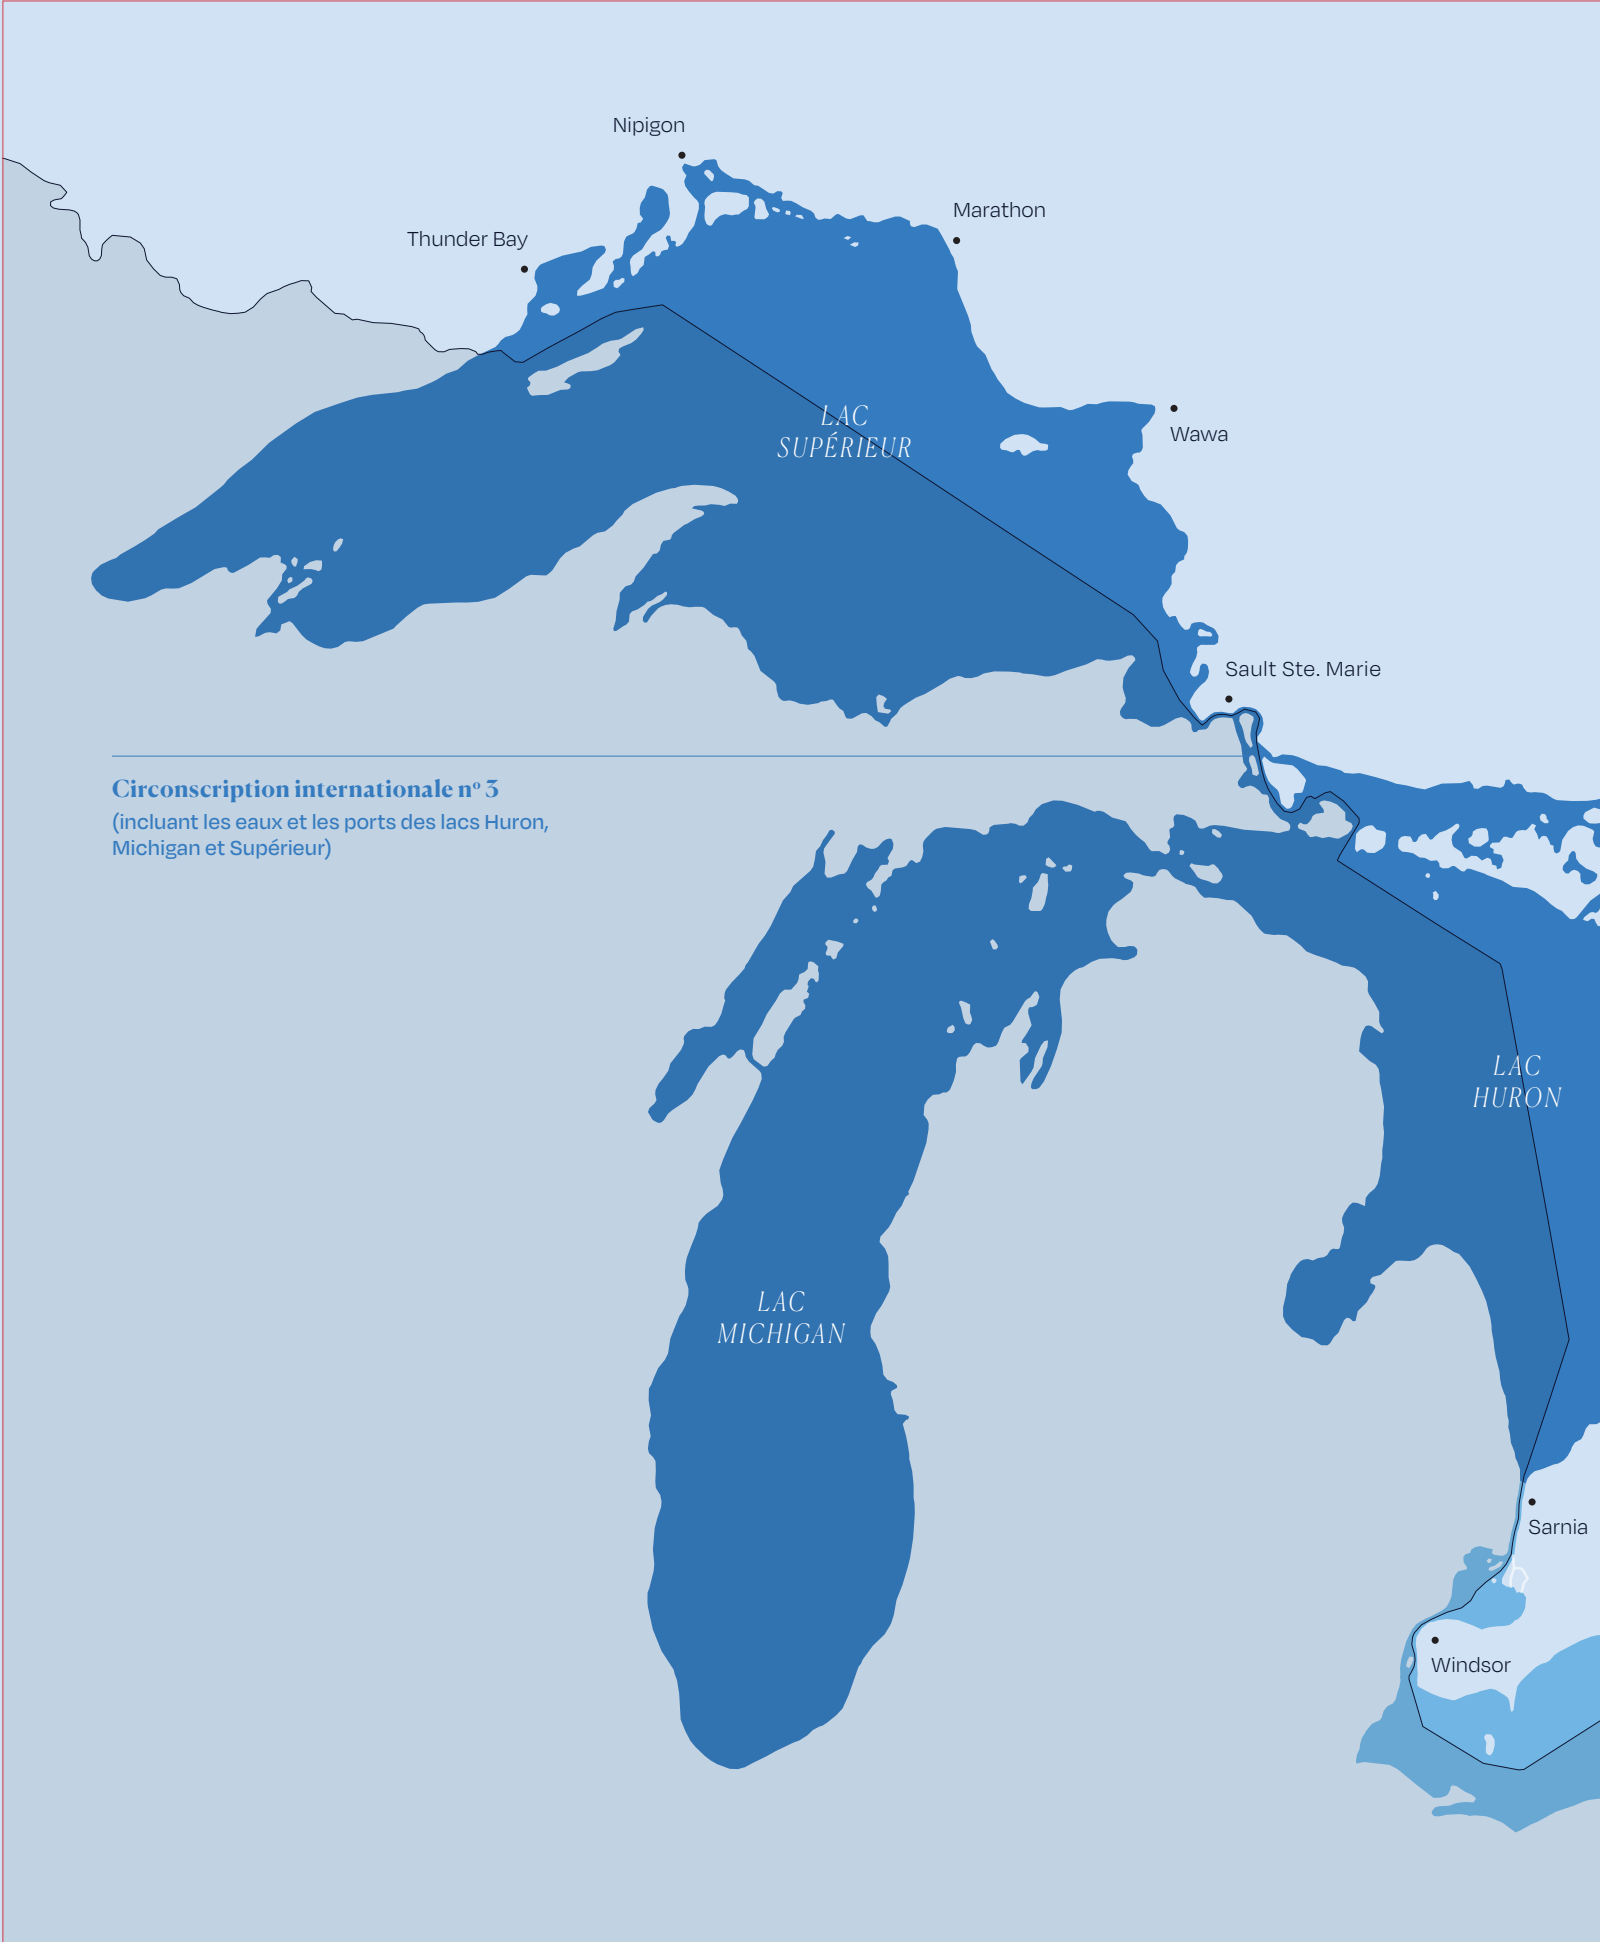 Nipigon
Marathon
Thunder Bay
LAC
SUPÉRIEUR
Wawa
Sault Ste. Marie
Circonscription internationale nº 3
(incluant les eaux et les ports des lacs Huron,
Michigan et Supérieur)
LAC
HURON
LAC
MICHIGAN
Sarnia
Windsor